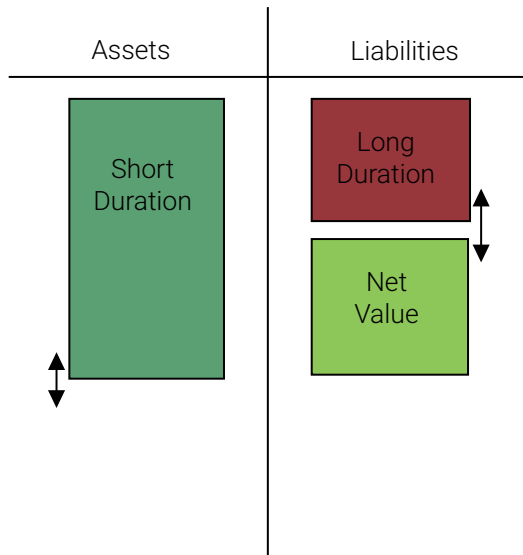 Assets
Liabilities
Short
Duration
Long
Duration
Net
Value